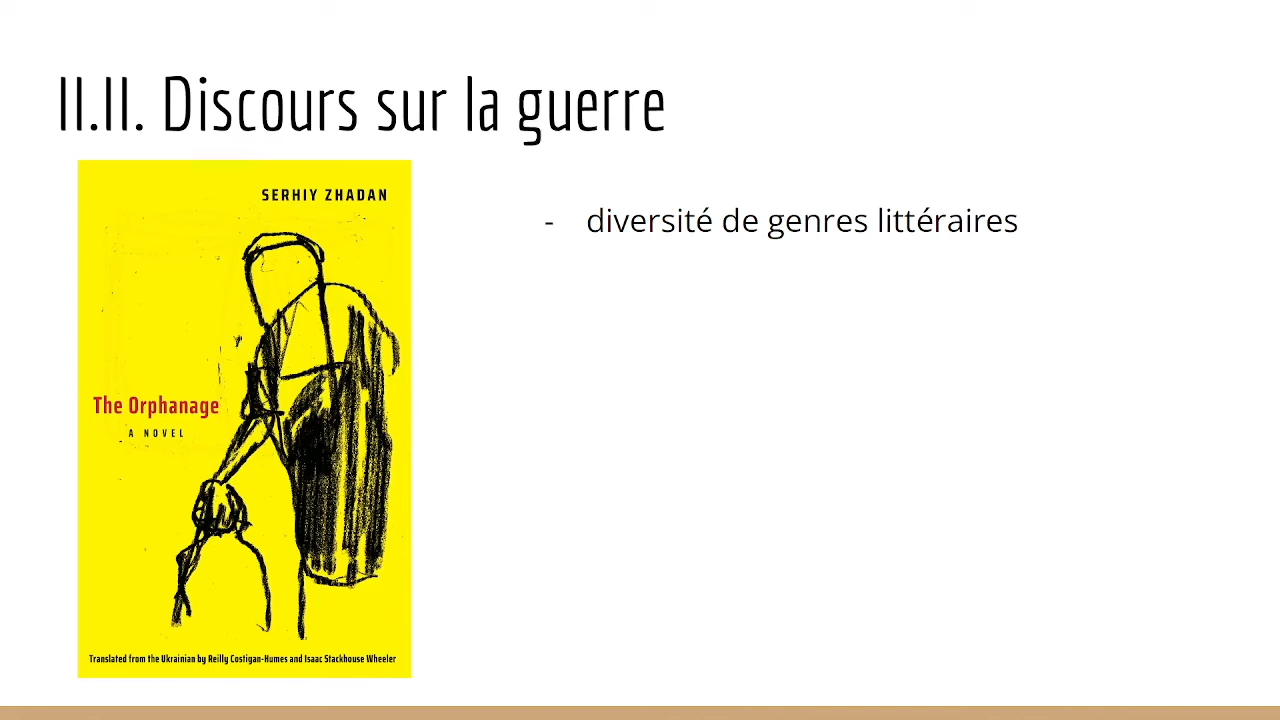 II.II. Discours sur la guerre
SERHIY ZHADAN
- diversité de genres littéraires
The Orphanage
A NOVEL
Translated from the Ukrainian by Reilly Costigan-Humes and Isaac Stackhouse Wheeler